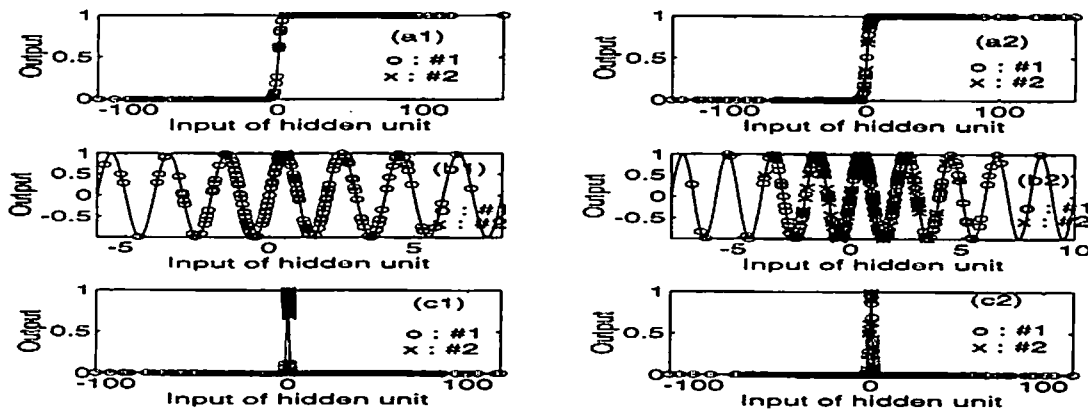 1
(a1)
Output
0.5
o : #1
x : #2
0
-100
0
100
Input of hidden unit
1
(a2)
Output
0.5
o : #1
x : #2
0
-100
0
100
Input of hidden unit
1
(b1)
0.5
Output
0
-0.5
-5
0
5
Input of hidden unit
1
0.5
(b2)
Output
0
-0.5
-5
0
5
10
Input of hidden unit
1
(c1)
Output
0.5
o : #1
x : #2
0
-100
0
100
Input of hidden unit
1
(c2)
Output
0.5
o : #1
x : #2
0
-100
0
100
Input of hidden unit